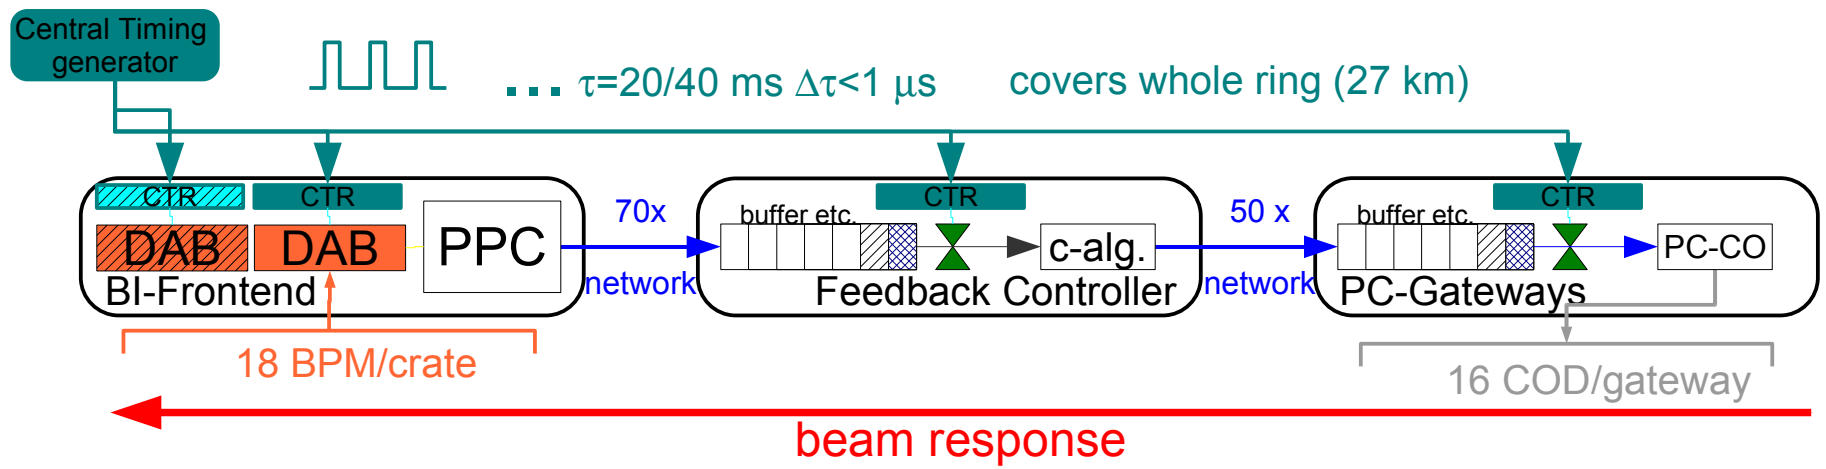 Central Timing
generator
... τ=20/40 ms Δτ<1 μs
covers whole ring (27 km)
CTR
CTR
CTR
CTR
DAB
DAB
PPC
BI-Frontend
70x
network
buffer etc.
c-alg.
Feedback Controller
50 x
network
buffer etc.
PC-CO
PC-Gateways
18 BPM/crate
16 COD/gateway
beam response